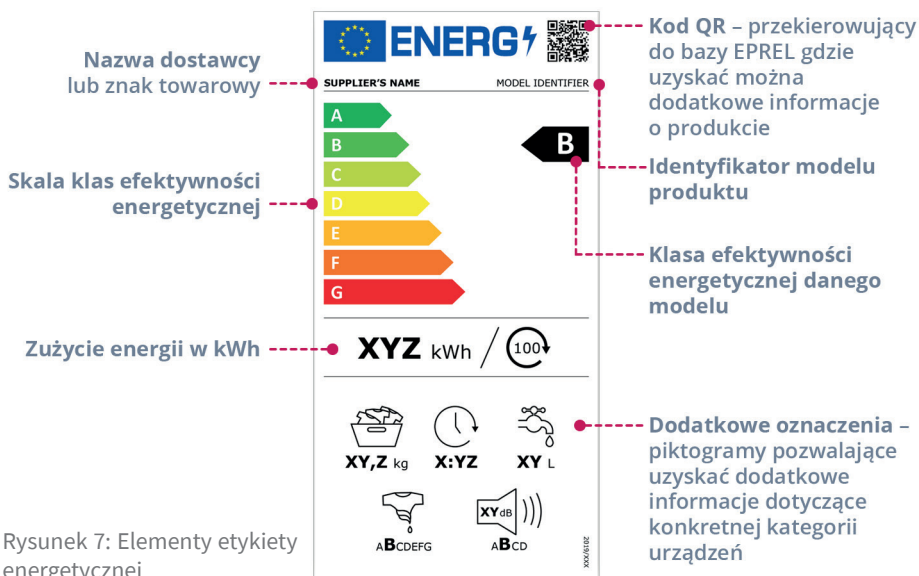 Nazwa dostawcy
lub znak towarowy
Skala klas efektywności
energetycznej
Zużycie energii w kWh
ENERG
SUPPLIER'S NAME MODEL IDENTIFIER
A
B
C
D
E
F
G
B
XYZ kWh / 100
XY,Z kg X:YZ XY L
XY dB
ABCDEFG ABCD
2019/XXX
Kod QR – przekierowujący
do bazy EPREL gdzie
uzyskać można
dodatkowe informacje
o produkcie
Identyfikator modelu
produktu
Klasa efektywności
energetycznej danego
modelu
Dodatkowe oznaczenia –
piktogramy pozwalające
uzyskać dodatkowe
informacje dotyczące
konkretnej kategorii
urządzeń
Rysunek 7: Elementy etykiety
energetycznej